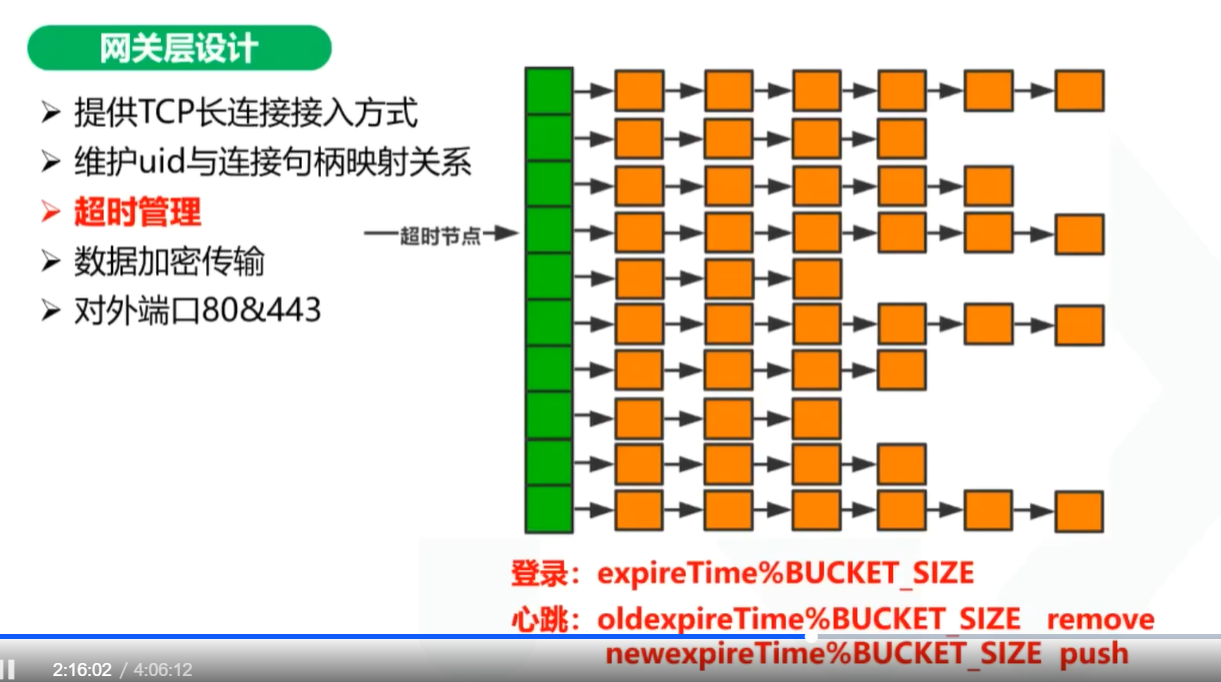 网关层设计
提供TCP长连接接入方式
维护uid与连接句柄映射关系
超时管理
数据加密传输
对外端口80&443
超时节点
登录：expireTime%BUCKET_SIZE
心跳：oldexpireTime%BUCKET_SIZE remove
newexpireTime%BUCKET_SIZE push
2:16:02 / 4:06:12